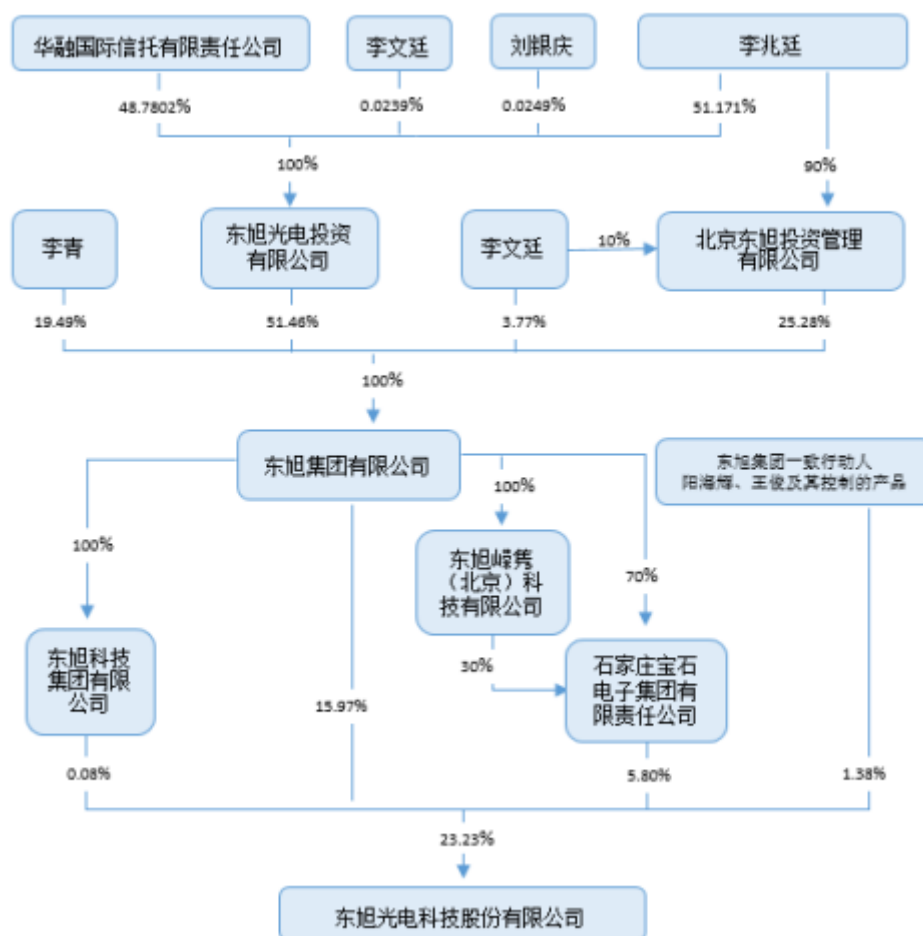 华融国际信托有限责任公司
李文廷
刘银庆
李兆廷
48.7802%
0.0239%
0.0249%
51.171%
100%
90%
李青
东旭光电投资
有限公司
李文廷
10%
北京东旭投资管理
有限公司
19.49%
51.46%
3.77%
25.28%
100%
东旭集团有限公司
东旭集团一致行动人
阳海辉、王俊及其控制的产品
100%
100%
东旭嵘隽
（北京）科
技有限公司
70%
东旭科技
集团有限
公司
30%
石家庄宝石
电子集团有
限责任公司
15.97%
0.08%
5.80%
1.38%
23.23%
东旭光电科技股份有限公司